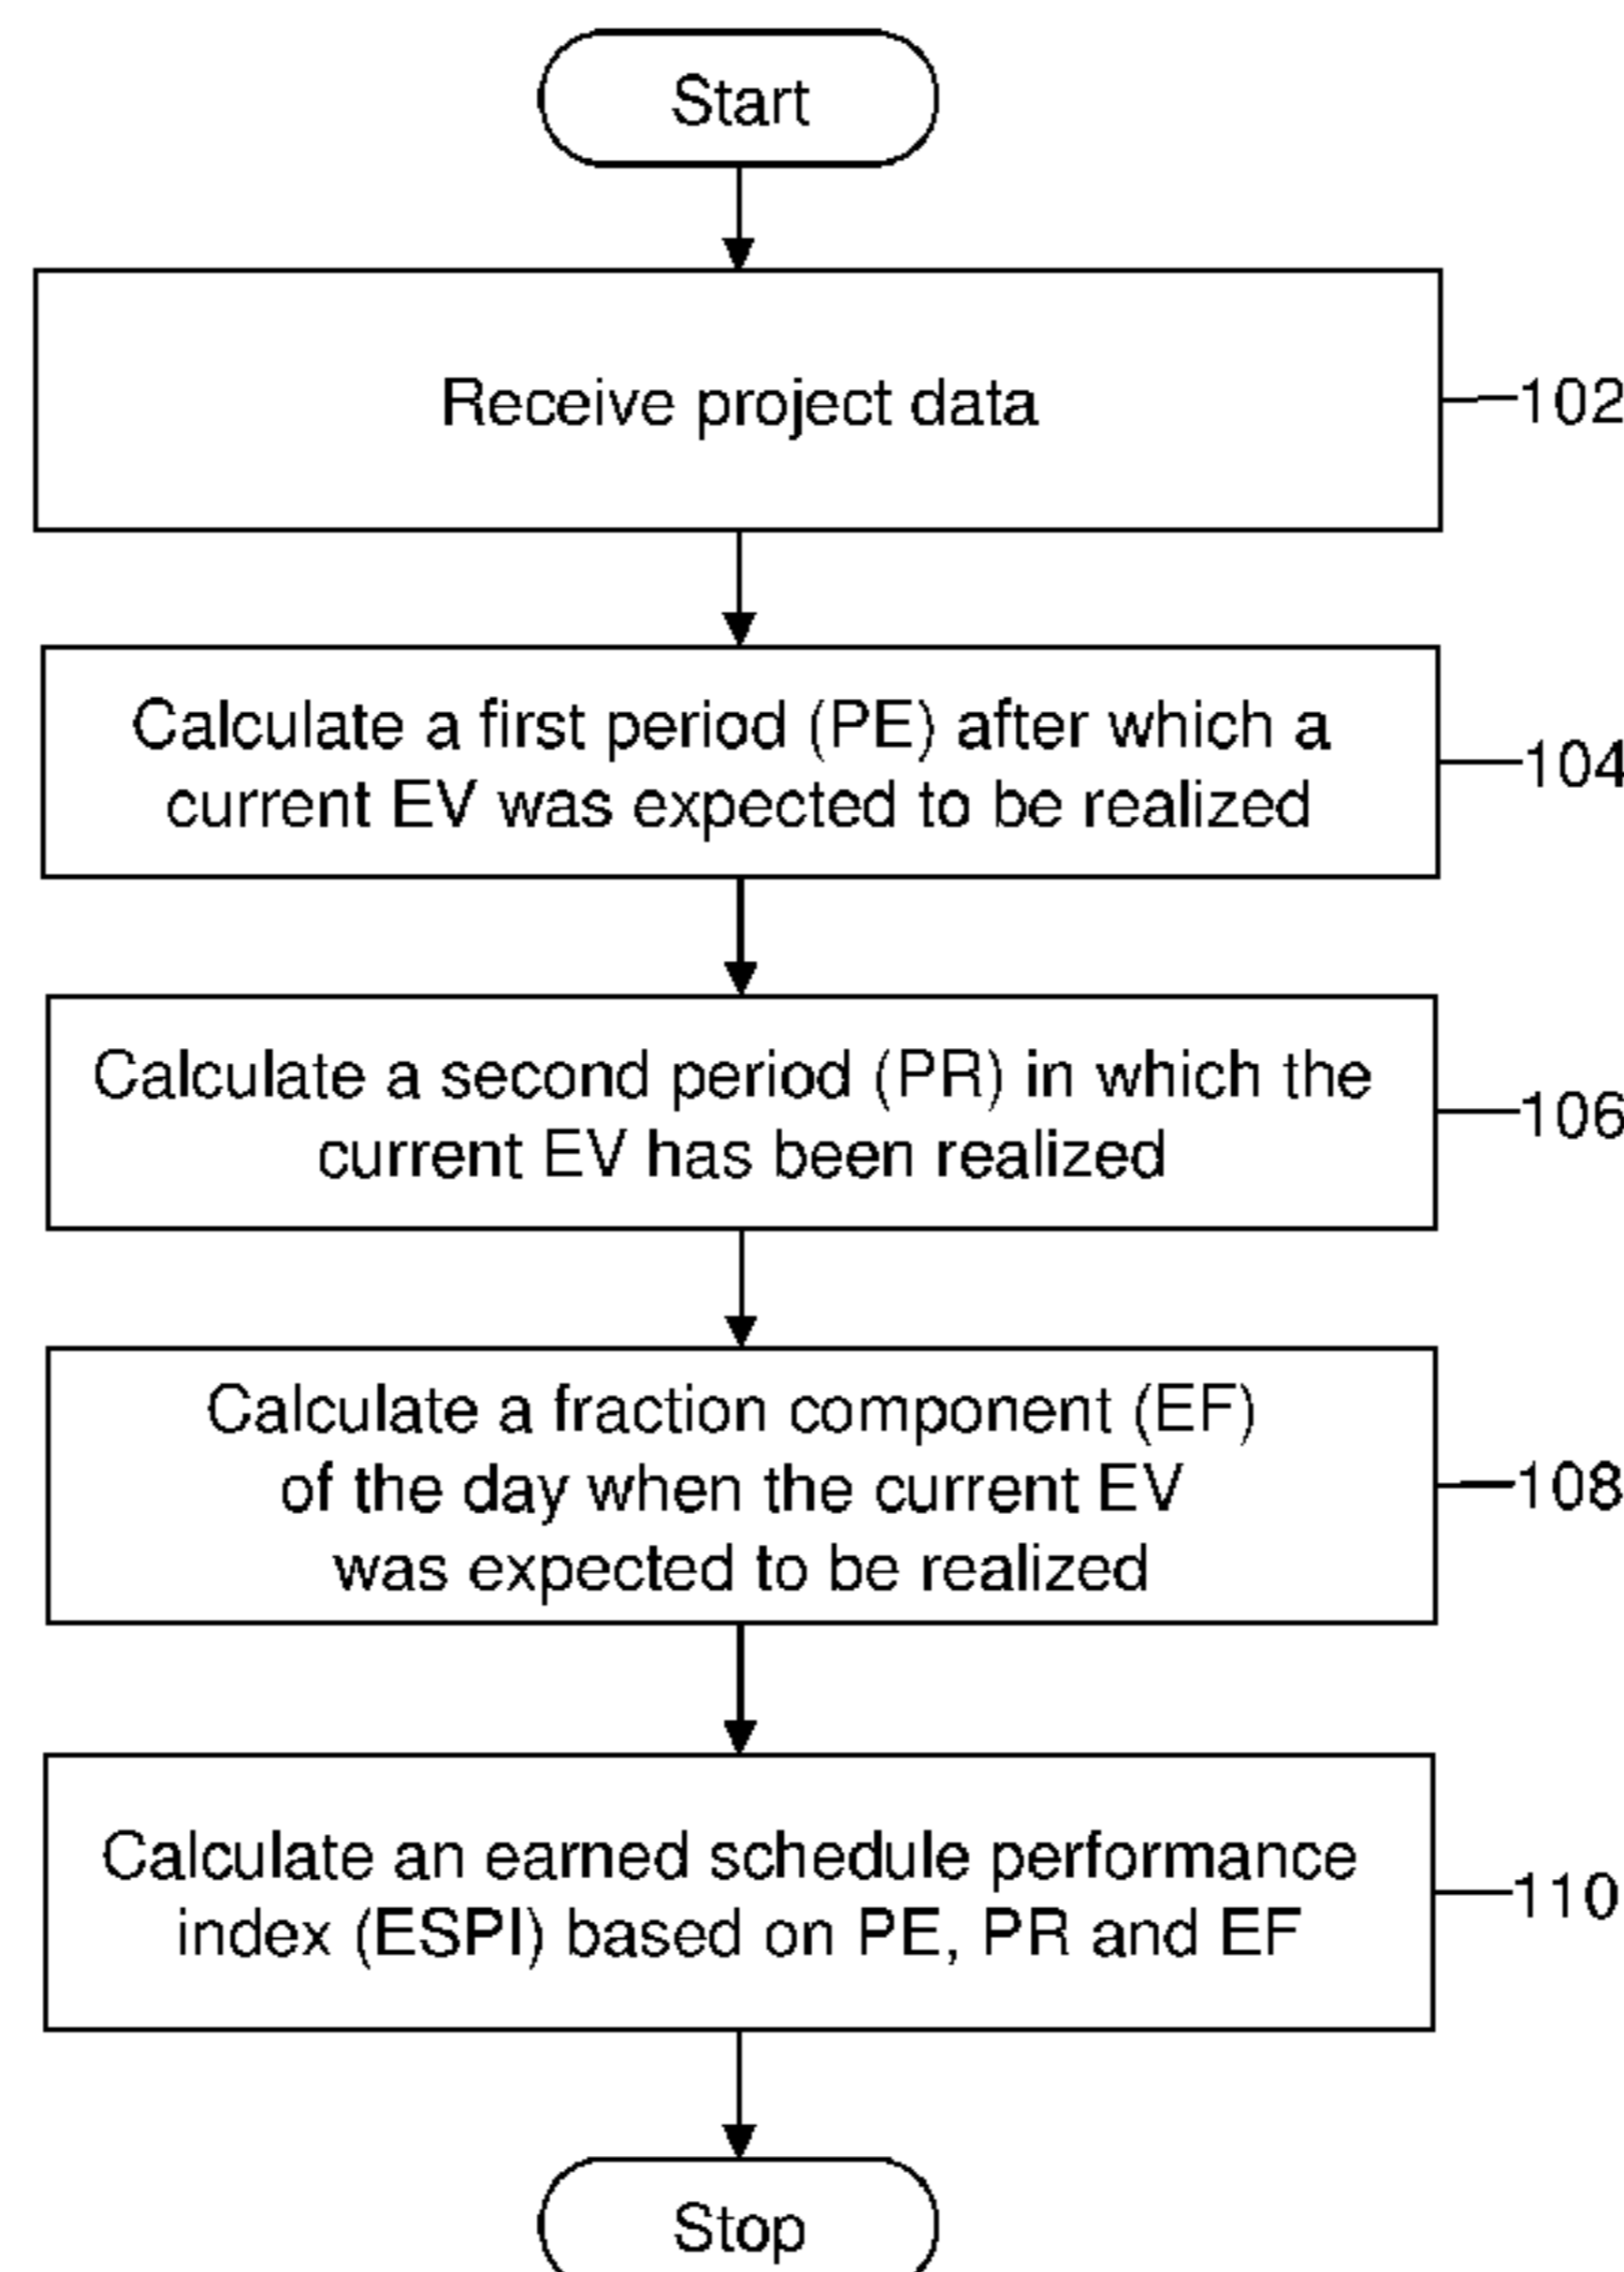 Start
Receive project data
102
Calculate a first period (PE) after which a
current EV was expected to be realized
104
Calculate a second period (PR) in which the
current EV has been realized
106
Calculate a fraction component (EF)
of the day when the current EV
was expected to be realized
108
Calculate an earned schedule performance
index (ESPI) based on PE, PR and EF
110
Stop